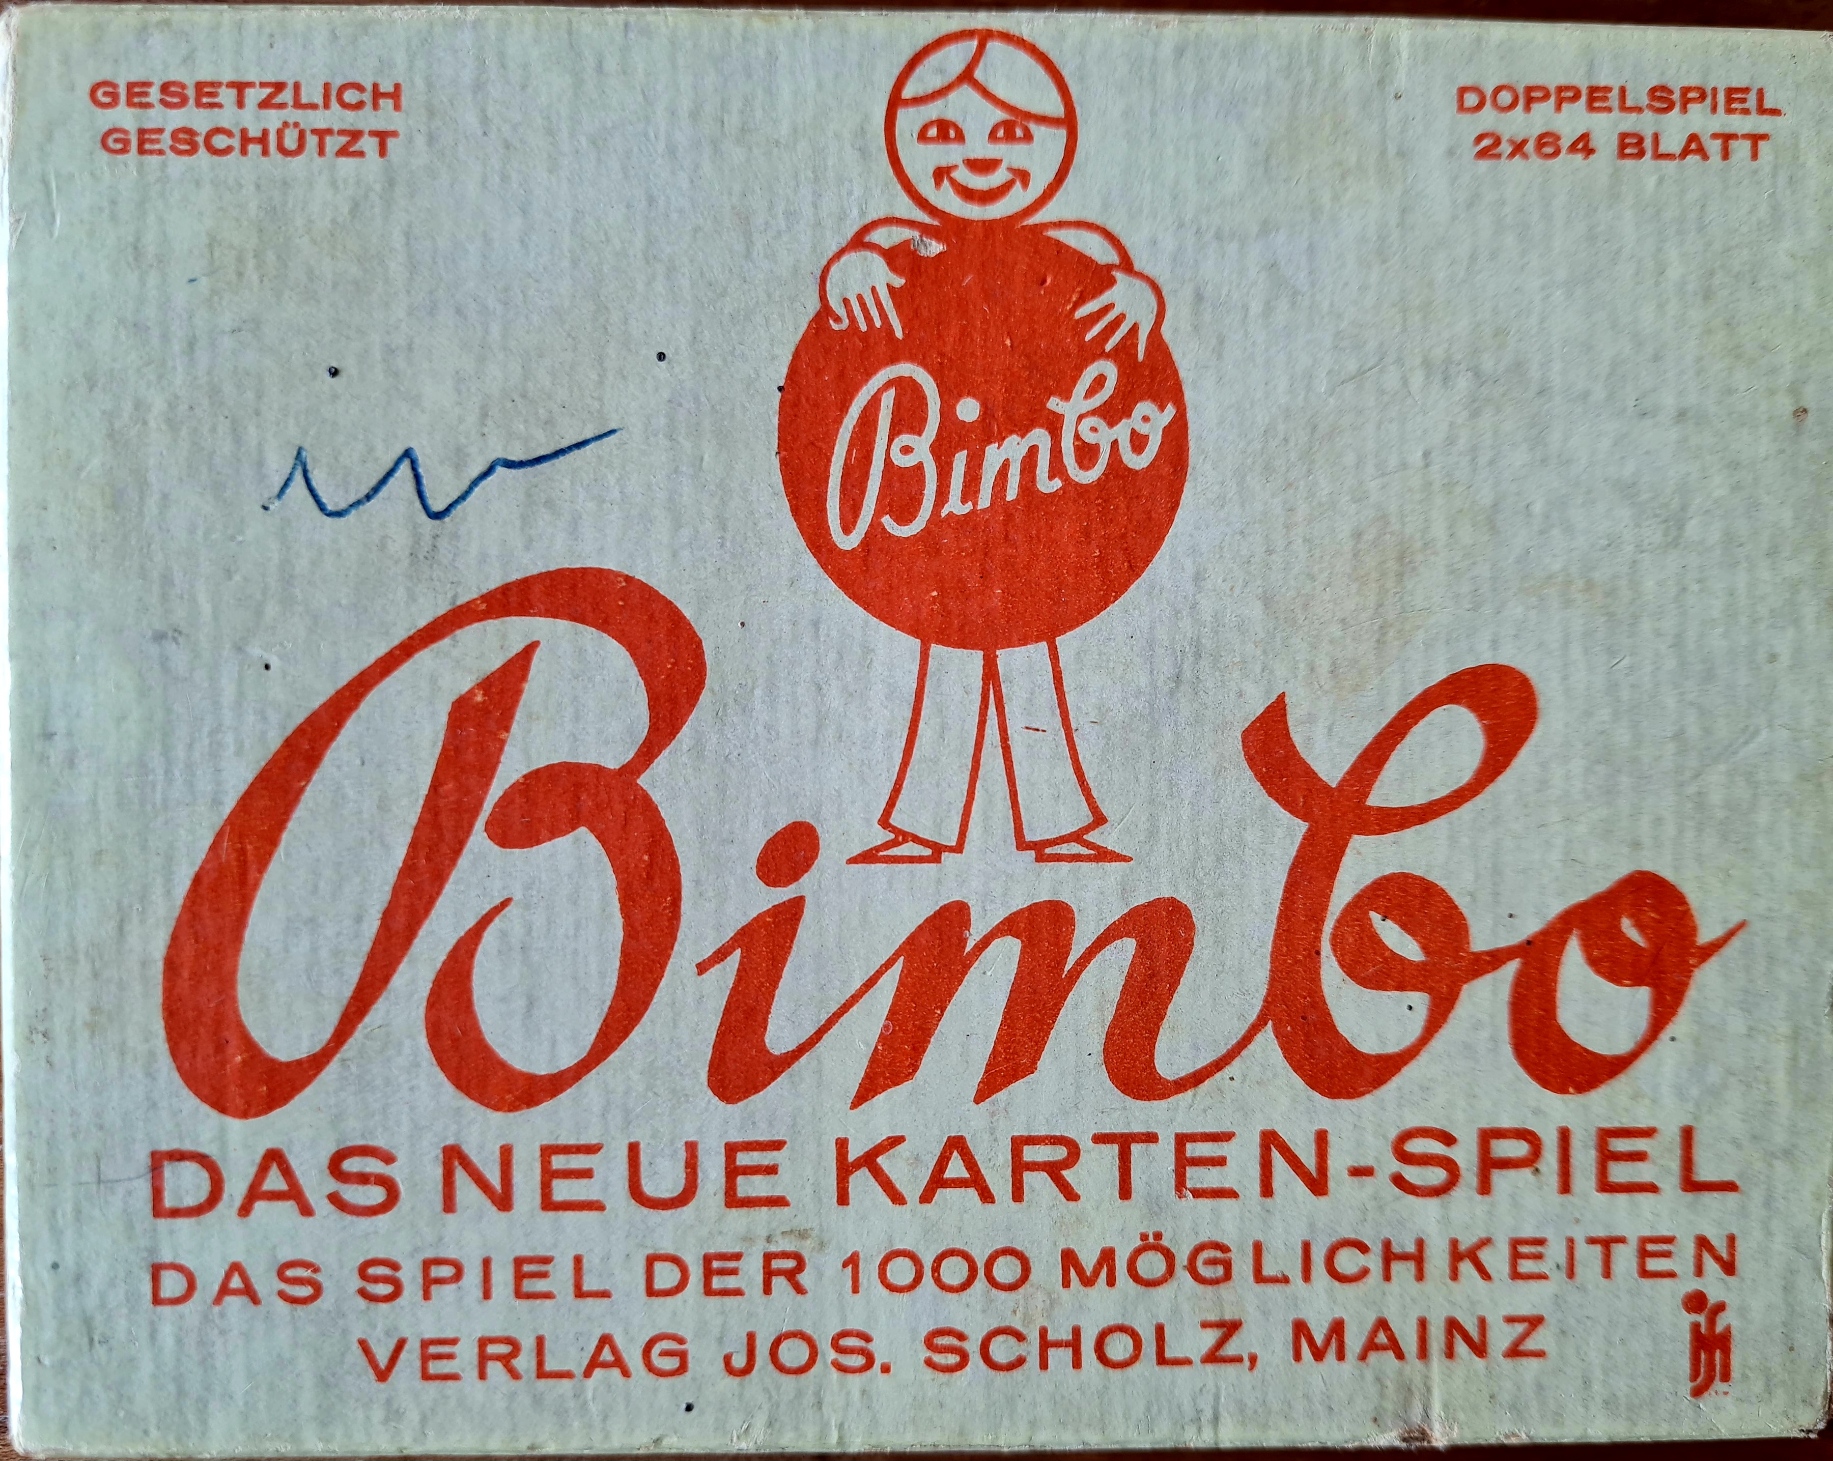 GESETZLICH
GESCHÜTZT
DOPPELSPIEL
2x64 BLATT
Bimbo
Bimbo
DAS NEUE KARTEN-SPIEL
DAS SPIEL DER 1000 MÖGLICHKEITEN
VERLAG JOS. SCHOLZ, MAINZ